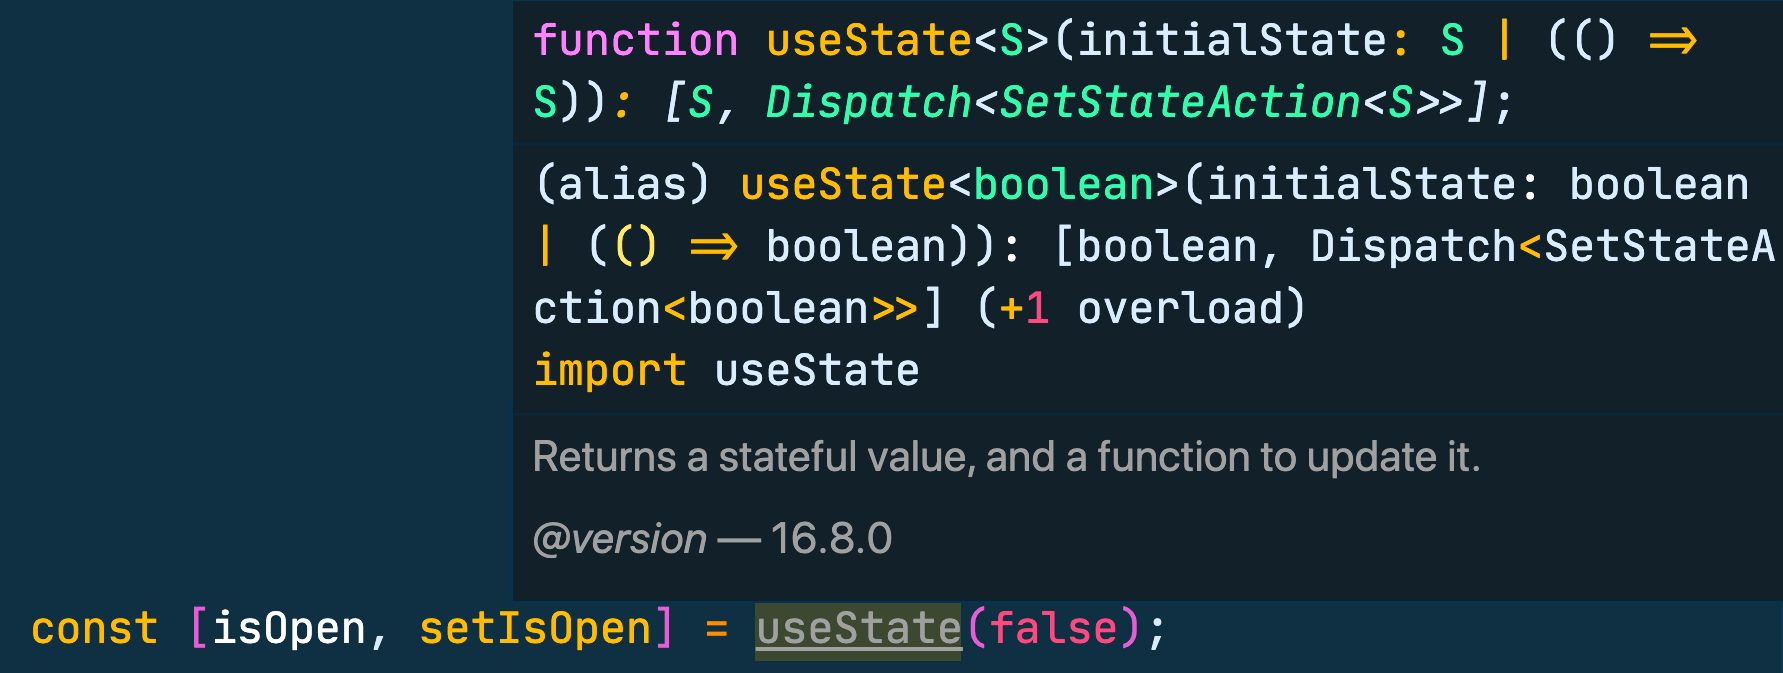 function useState<S>(initialState: S | (() =>
S)): [S, Dispatch<SetStateAction<S>>];
(alias) useState<boolean>(initialState: boolean
| (() => boolean)): [boolean, Dispatch<SetStateA
ction<boolean>>] (+1 overload)
import useState
Returns a stateful value, and a function to update it.
@version — 16.8.0
const [isOpen, setIsOpen] = useState(false);